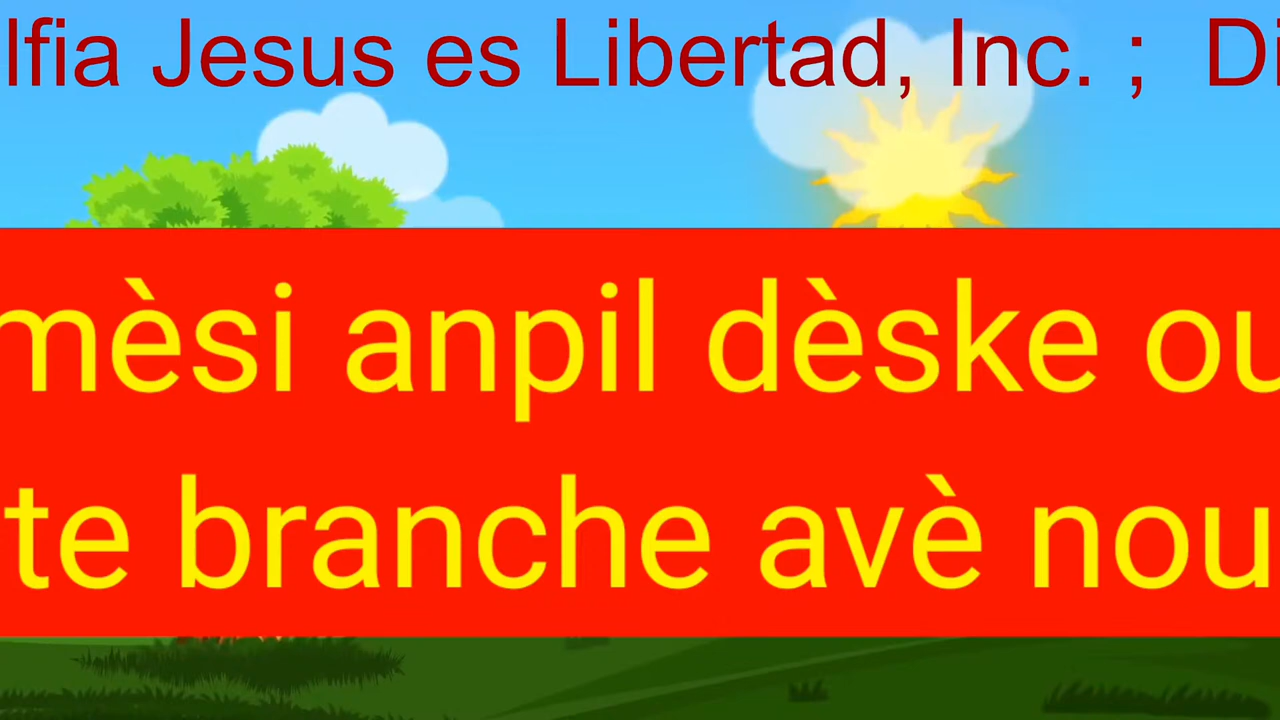 lfia Jesus es Libertad, Inc. ; Di
mèsi anpil dèske ou
te branche avè nou